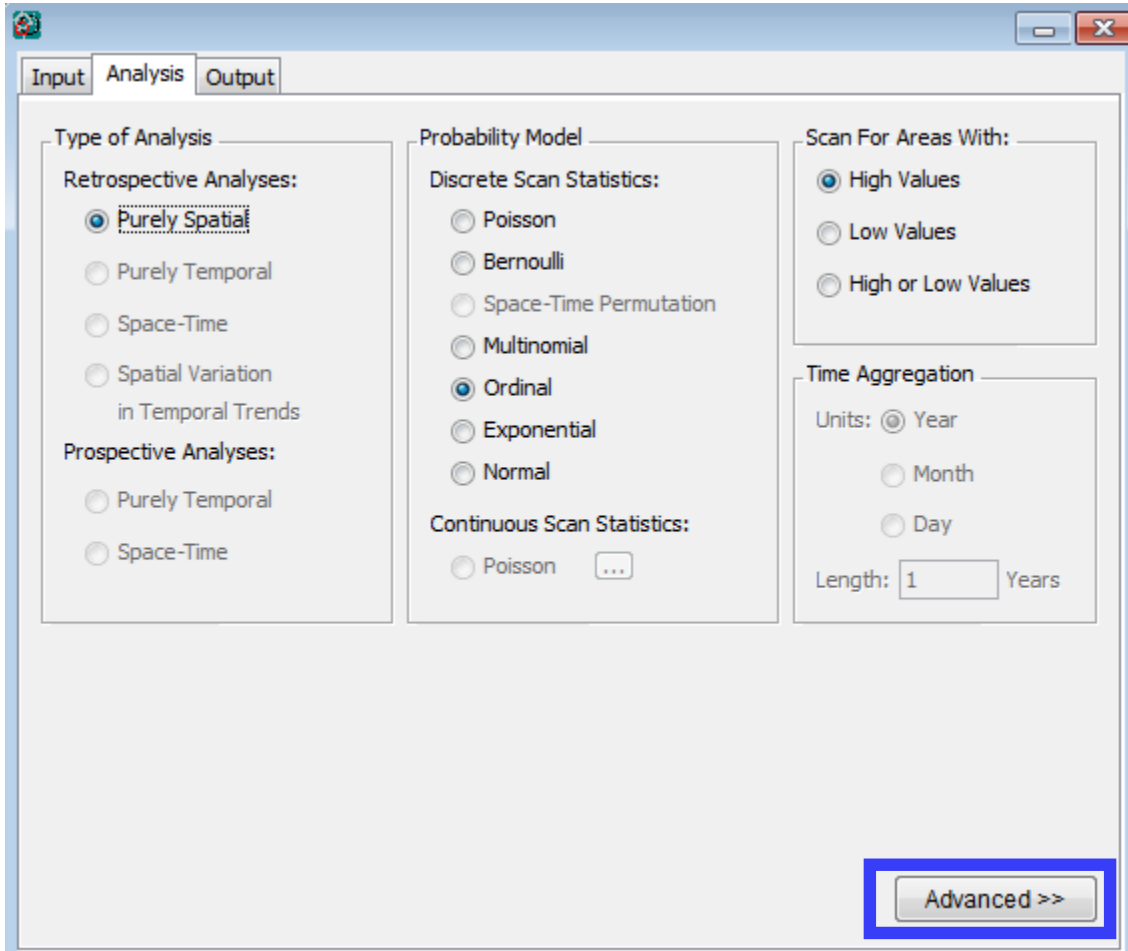 Input Analysis Output
Type of Analysis
Retrospective Analyses:
Purely Spatial
Purely Temporal
Space-Time
Spatial Variation
in Temporal Trends
Prospective Analyses:
Purely Temporal
Space-Time
Probability Model
Discrete Scan Statistics:
Poisson
Bernoulli
Space-Time Permutation
Multinomial
Ordinal
Exponential
Normal
Continuous Scan Statistics:
Poisson ...
Scan For Areas With:
High Values
Low Values
High or Low Values
Time Aggregation
Units: Year
Month
Day
Length: 1 Years
Advanced >>